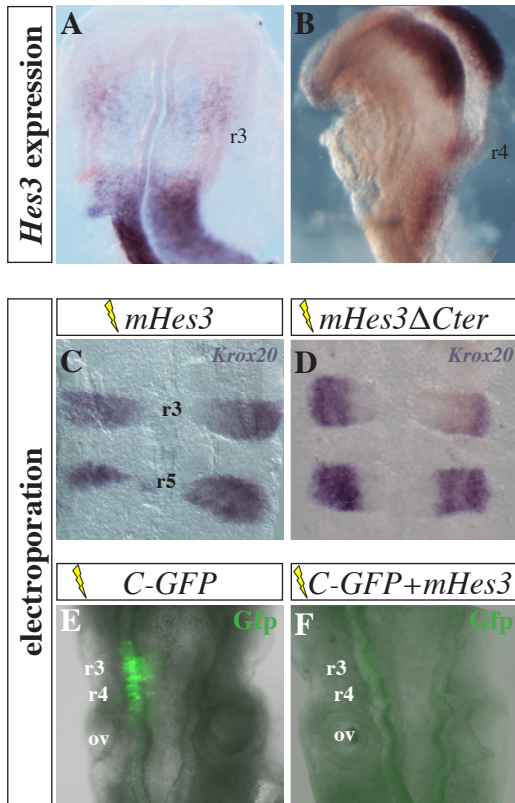 Hes3 expression
A
r3
B
r4
electroporation
mHes3
mHes3ΔCter
C
Krox20
r3
r5
D
Krox20
C-GFP
C-GFP+mHes3
E
Gfp
r3
r4
ov
F
Gfp
r3
r4
ov